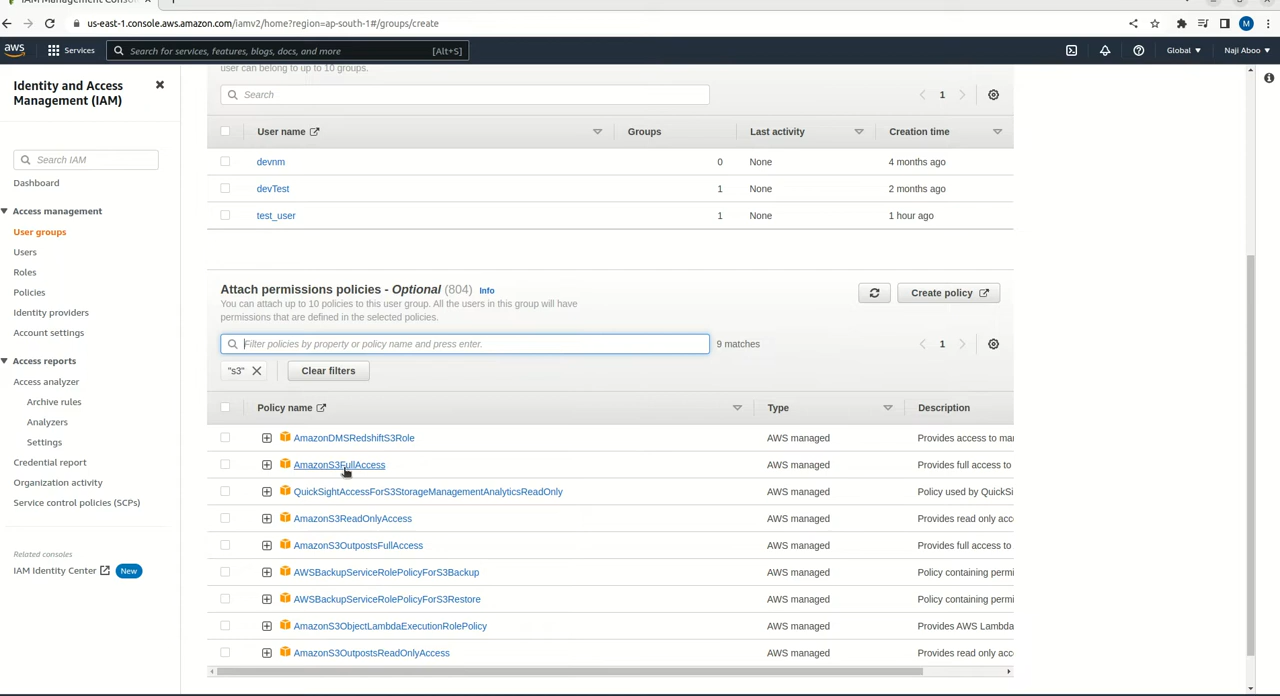 us-east-1.console.aws.amazon.com/iamv2/home?region=ap-south-1#/groups/create
M
aws
Services
Search for services, features, blogs, docs, and more
[Alt+S]
Global
Naji Aboo
Identity and Access
Management (IAM)
Search IAM
Dashboard
Access management
User groups
Users
Roles
Policies
Identity providers
Account settings
Access reports
Access analyzer
Archive rules
Analyzers
Settings
Credential report
Organization activity
Service control policies (SCPs)
Related consoles
IAM Identity Center New
user can belong to up to 10 groups.
Search
1
User name Groups Last activity Creation time
devnm 0 None 4 months ago
devTest 1 None 2 months ago
test_user 1 None 1 hour ago
Attach permissions policies - Optional (804) Info
You can attach up to 10 policies to this user group. All the users in this group will have
permissions that are defined in the selected policies.
Create policy
Filter policies by property or policy name and press enter.
9 matches
1
"s3"
Clear filters
Policy name Type Description
AmazonDMSRedshiftS3Role AWS managed Provides access to mar
AmazonS3FullAccess AWS managed Provides full access to
QuickSightAccessForS3StorageManagementAnalyticsReadOnly AWS managed Policy used by QuickSi
AmazonS3ReadOnlyAccess AWS managed Provides read only acc
AmazonS3OutpostsFullAccess AWS managed Provides full access to
AWSBackupServiceRolePolicyForS3Backup AWS managed Policy containing permi
AWSBackupServiceRolePolicyForS3Restore AWS managed Policy containing permi
AmazonS3ObjectLambdaExecutionRolePolicy AWS managed Provides AWS Lambda
AmazonS3OutpostsReadOnlyAccess AWS managed Provides read only acc